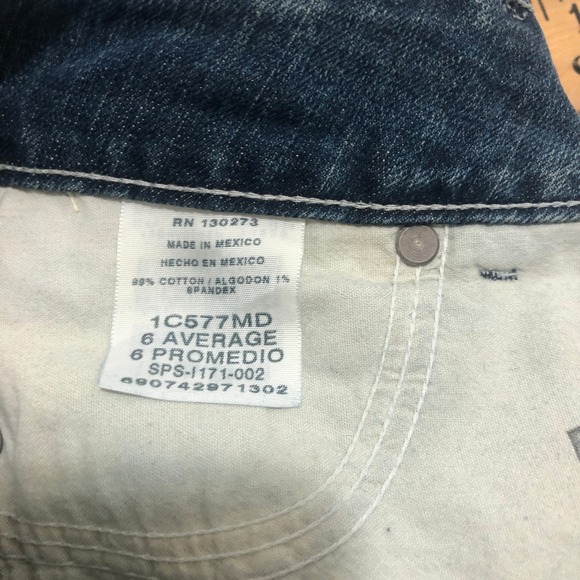 RN 130273
MADE IN MEXICO
HECHO EN MEXICO
99% COTTON / ALGODON 1%
SPANDEX
1C577MD
6 AVERAGE
6 PROMEDIO
SPS-I171-002
690742971302